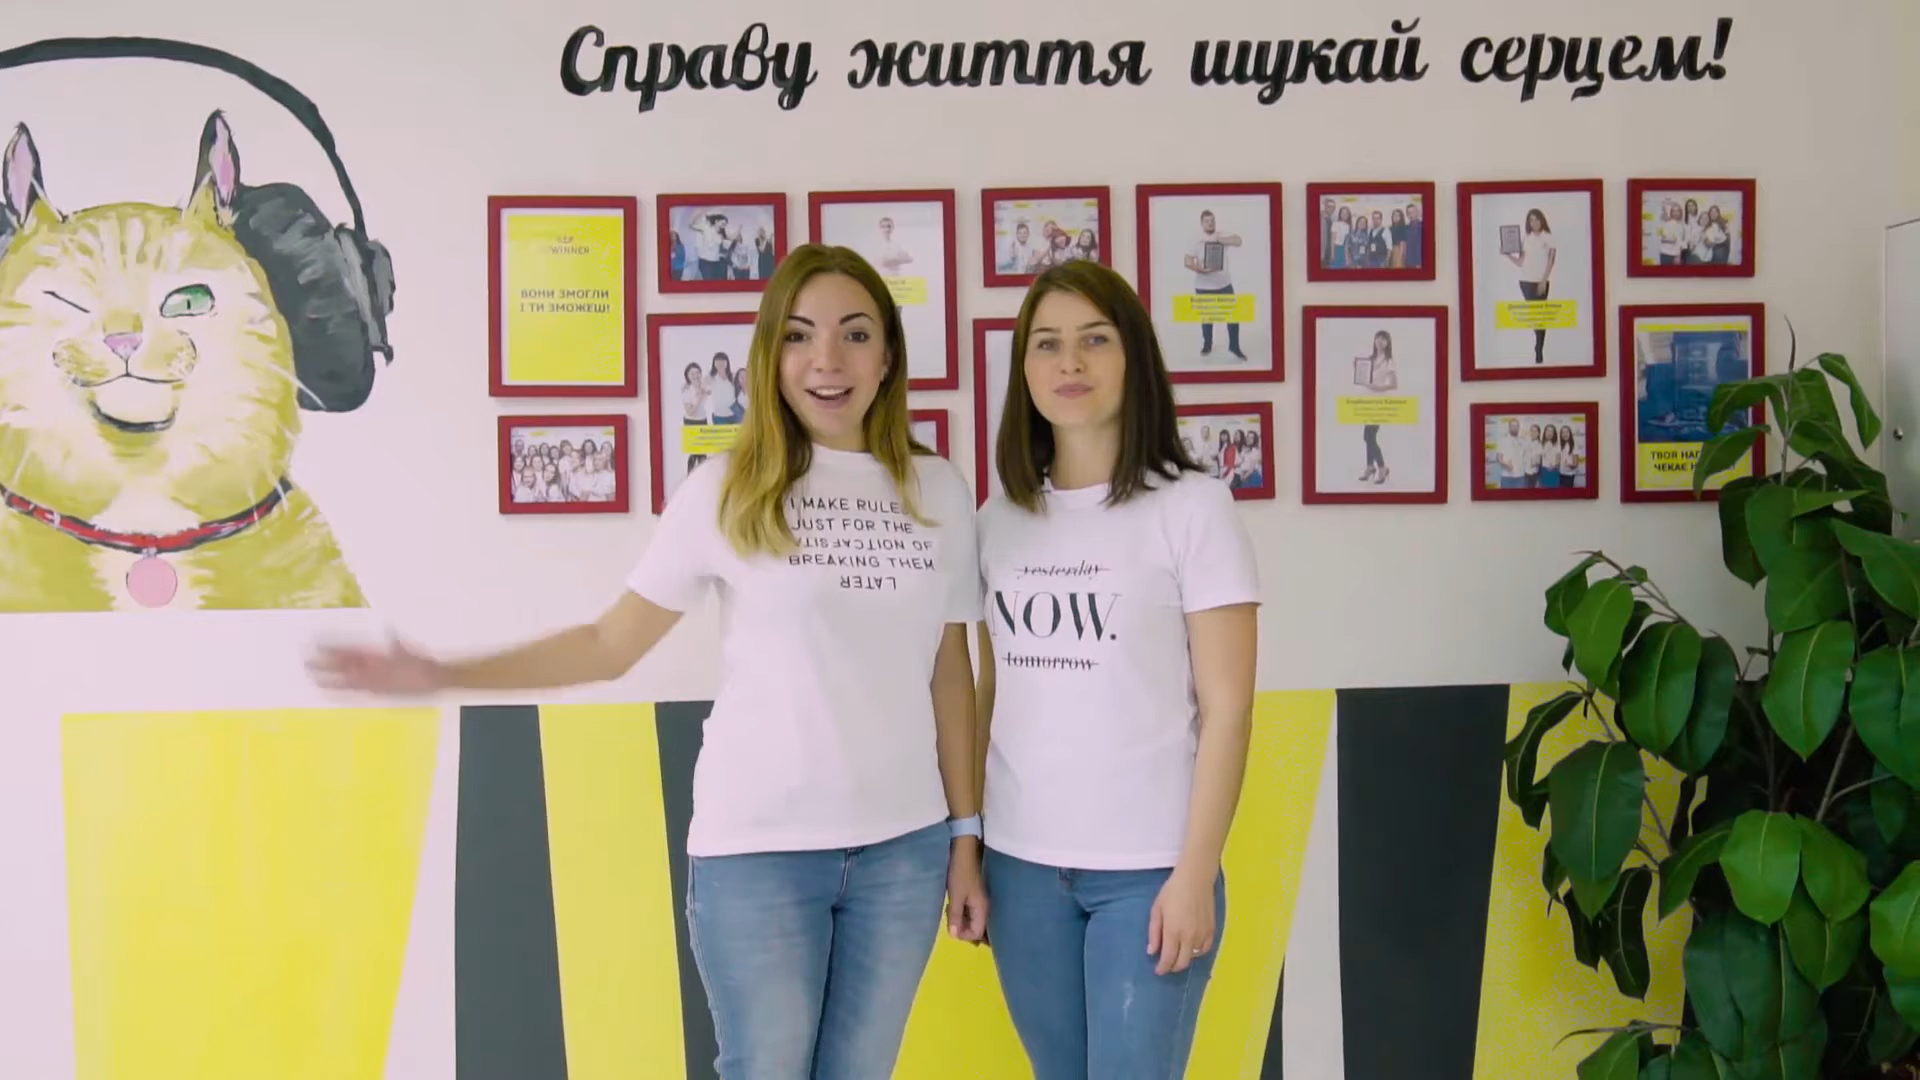 Справу життя шукай серцем!
WINNER
ВОНИ ЗМОГЛИ
І ТИ ЗМОЖЕШ!
I MAKE RULES
JUST FOR THE
SATISFACTION OF
BREAKING THEM
LATER
yesterday
NOW.
tomorrow
ТВОЯ
ЧЕКАЄ